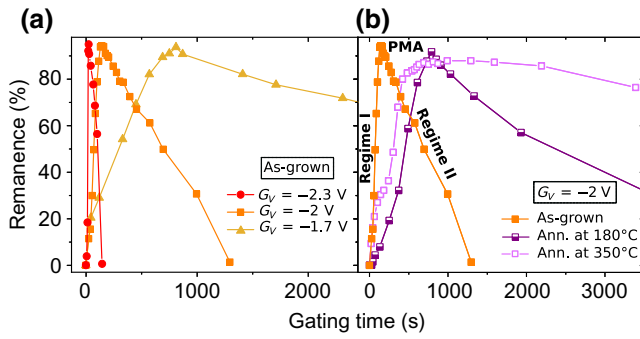 (a)
(b)
PMA
Regime I
Regime II
Remanence (%)
80
60
40
20
0
As-grown
G_V = −2.3 V
G_V = −2 V
G_V = −1.7 V
G_V = −2 V
As-grown
Ann. at 180°C
Ann. at 350°C
0 1000 2000
0 1000 2000 3000
Gating time (s)